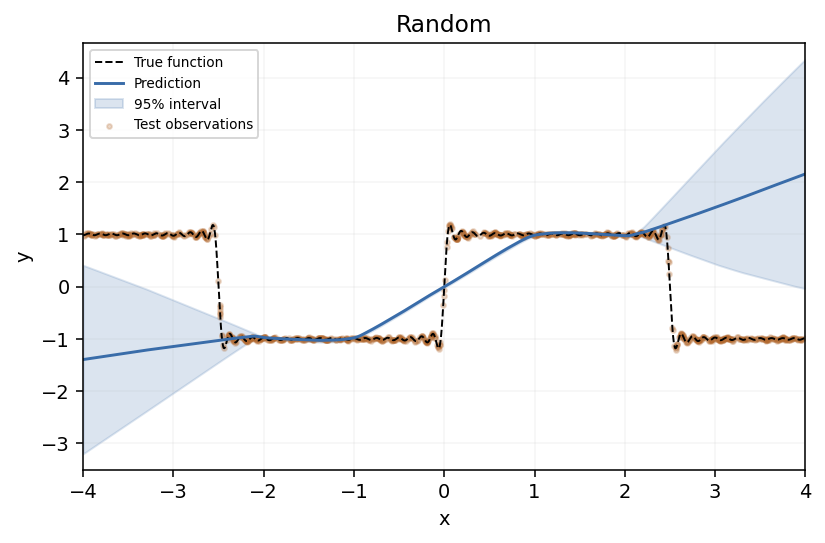 Random
True function
Prediction
95% interval
Test observations
4
3
2
1
0
−1
−2
−3
y
−4
−3
−2
−1
0
1
2
3
4
x